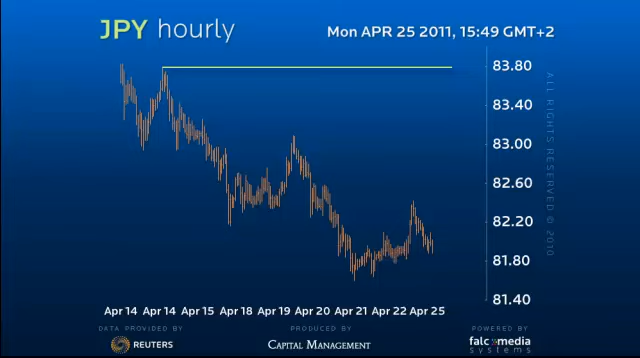 JPY hourly
Mon APR 25 2011, 15:49 GMT+2
83.80
83.40
83.00
82.60
82.20
81.80
81.40
ALL RIGHTS RESERVED © 2010
Apr 14 Apr 14 Apr 15 Apr 18 Apr 19 Apr 20 Apr 21 Apr 22 Apr 25
DATA PROVIDED BY
REUTERS
PRODUCED BY
CAPITAL MANAGEMENT
POWERED BY
falc media
systems